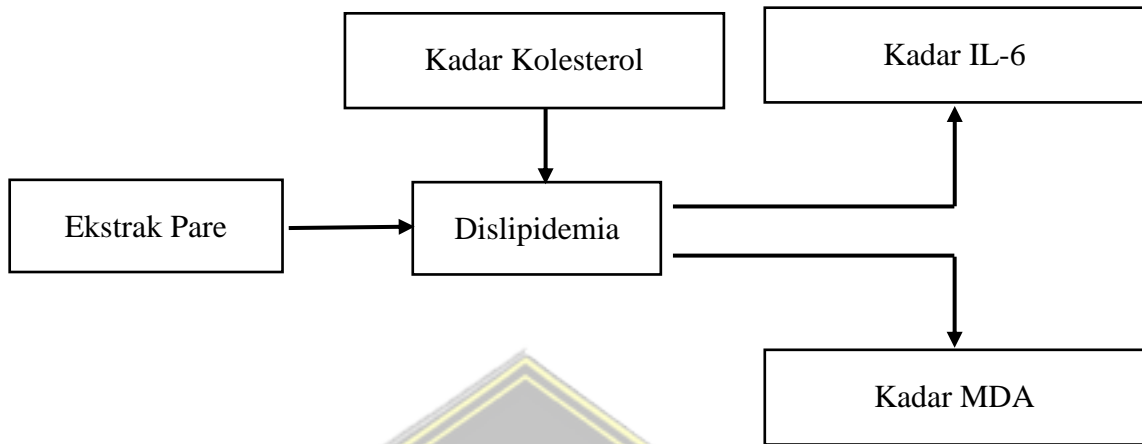 Kadar Kolesterol
Kadar IL-6
Ekstrak Pare
Dislipidemia
Kadar MDA